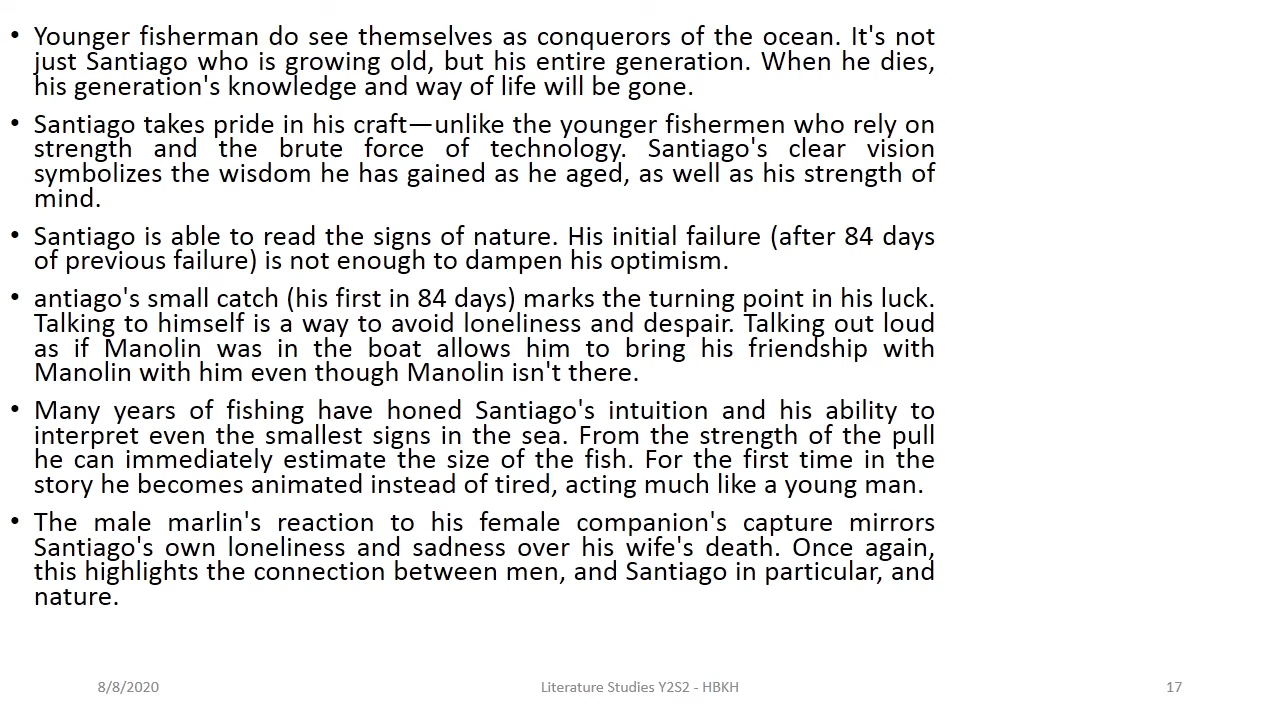 • Younger fisherman do see themselves as conquerors of the ocean. It's not
just Santiago who is growing old, but his entire generation. When he dies,
his generation's knowledge and way of life will be gone.
• Santiago takes pride in his craft—unlike the younger fishermen who rely on
strength and the brute force of technology. Santiago's clear vision
symbolizes the wisdom he has gained as he aged, as well as his strength of
mind.
• Santiago is able to read the signs of nature. His initial failure (after 84 days
of previous failure) is not enough to dampen his optimism.
• antiago's small catch (his first in 84 days) marks the turning point in his luck.
Talking to himself is a way to avoid loneliness and despair. Talking out loud
as if Manolin was in the boat allows him to bring his friendship with
Manolin with him even though Manolin isn't there.
• Many years of fishing have honed Santiago's intuition and his ability to
interpret even the smallest signs in the sea. From the strength of the pull
he can immediately estimate the size of the fish. For the first time in the
story he becomes animated instead of tired, acting much like a young man.
• The male marlin's reaction to his female companion's capture mirrors
Santiago's own loneliness and sadness over his wife's death. Once again,
this highlights the connection between men, and Santiago in particular, and
nature.
8/8/2020
Literature Studies Y2S2 - HBKH
17